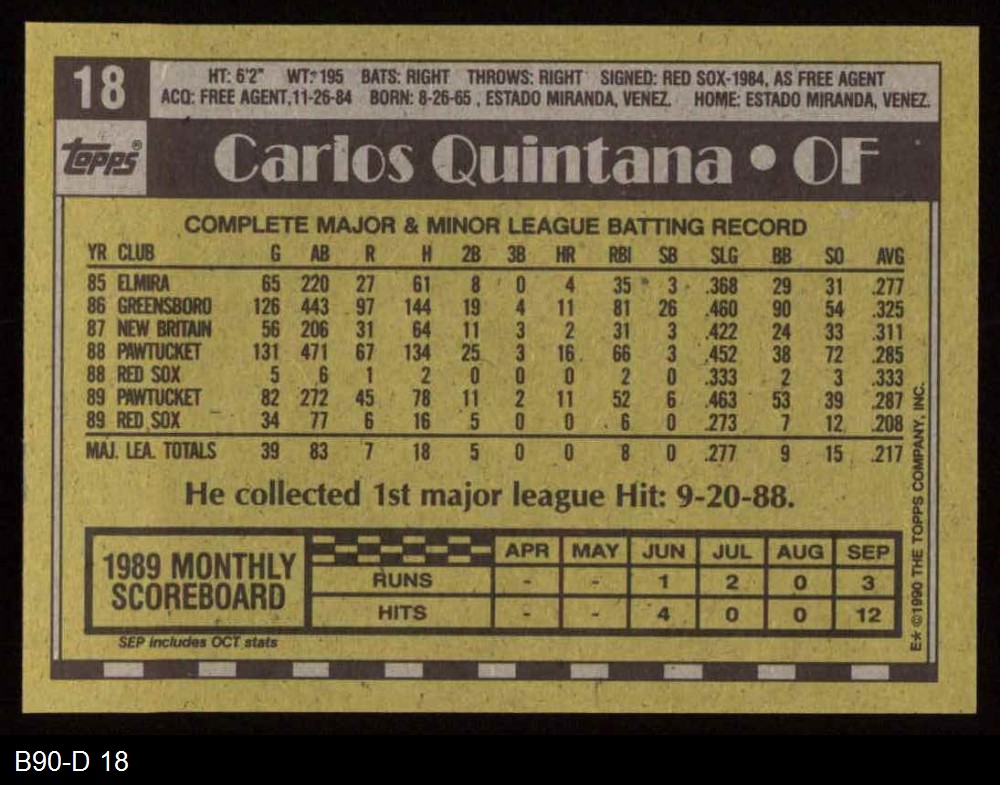 18
HT: 6'2" WT: 195 BATS: RIGHT THROWS: RIGHT SIGNED: RED SOX-1984, AS FREE AGENT
ACQ: FREE AGENT, 11-26-84 BORN: 8-26-65 , ESTADO MIRANDA, VENEZ. HOME: ESTADO MIRANDA, VENEZ.
topps®
Carlos Quintana • OF
COMPLETE MAJOR & MINOR LEAGUE BATTING RECORD
YR CLUB G AB R H 2B 3B HR RBI SB SLG BB SO AVG
85 ELMIRA 65 220 27 61 8 0 4 35 3 .368 29 31 .277
86 GREENSBORO 126 443 97 144 19 4 11 81 26 .460 90 54 .325
87 NEW BRITAIN 56 206 31 64 11 3 2 31 3 .422 24 33 .311
88 PAWTUCKET 131 471 67 134 25 3 16 66 3 .452 38 72 .285
88 RED SOX 5 6 1 2 0 0 0 2 0 .333 2 3 .333
89 PAWTUCKET 82 272 45 78 11 2 11 52 6 .463 53 39 .287
89 RED SOX 34 77 6 16 5 0 0 6 0 .273 7 12 .208
MAJ. LEA. TOTALS 39 83 7 18 5 0 0 8 0 .277 9 15 .217
He collected 1st major league Hit: 9-20-88.
1989 MONTHLY
SCOREBOARD
APR MAY JUN JUL AUG SEP
RUNS - - 1 2 0 3
HITS - - 4 0 0 12
SEP includes OCT stats
E* ©1990 THE TOPPS COMPANY, INC.
B90-D 18